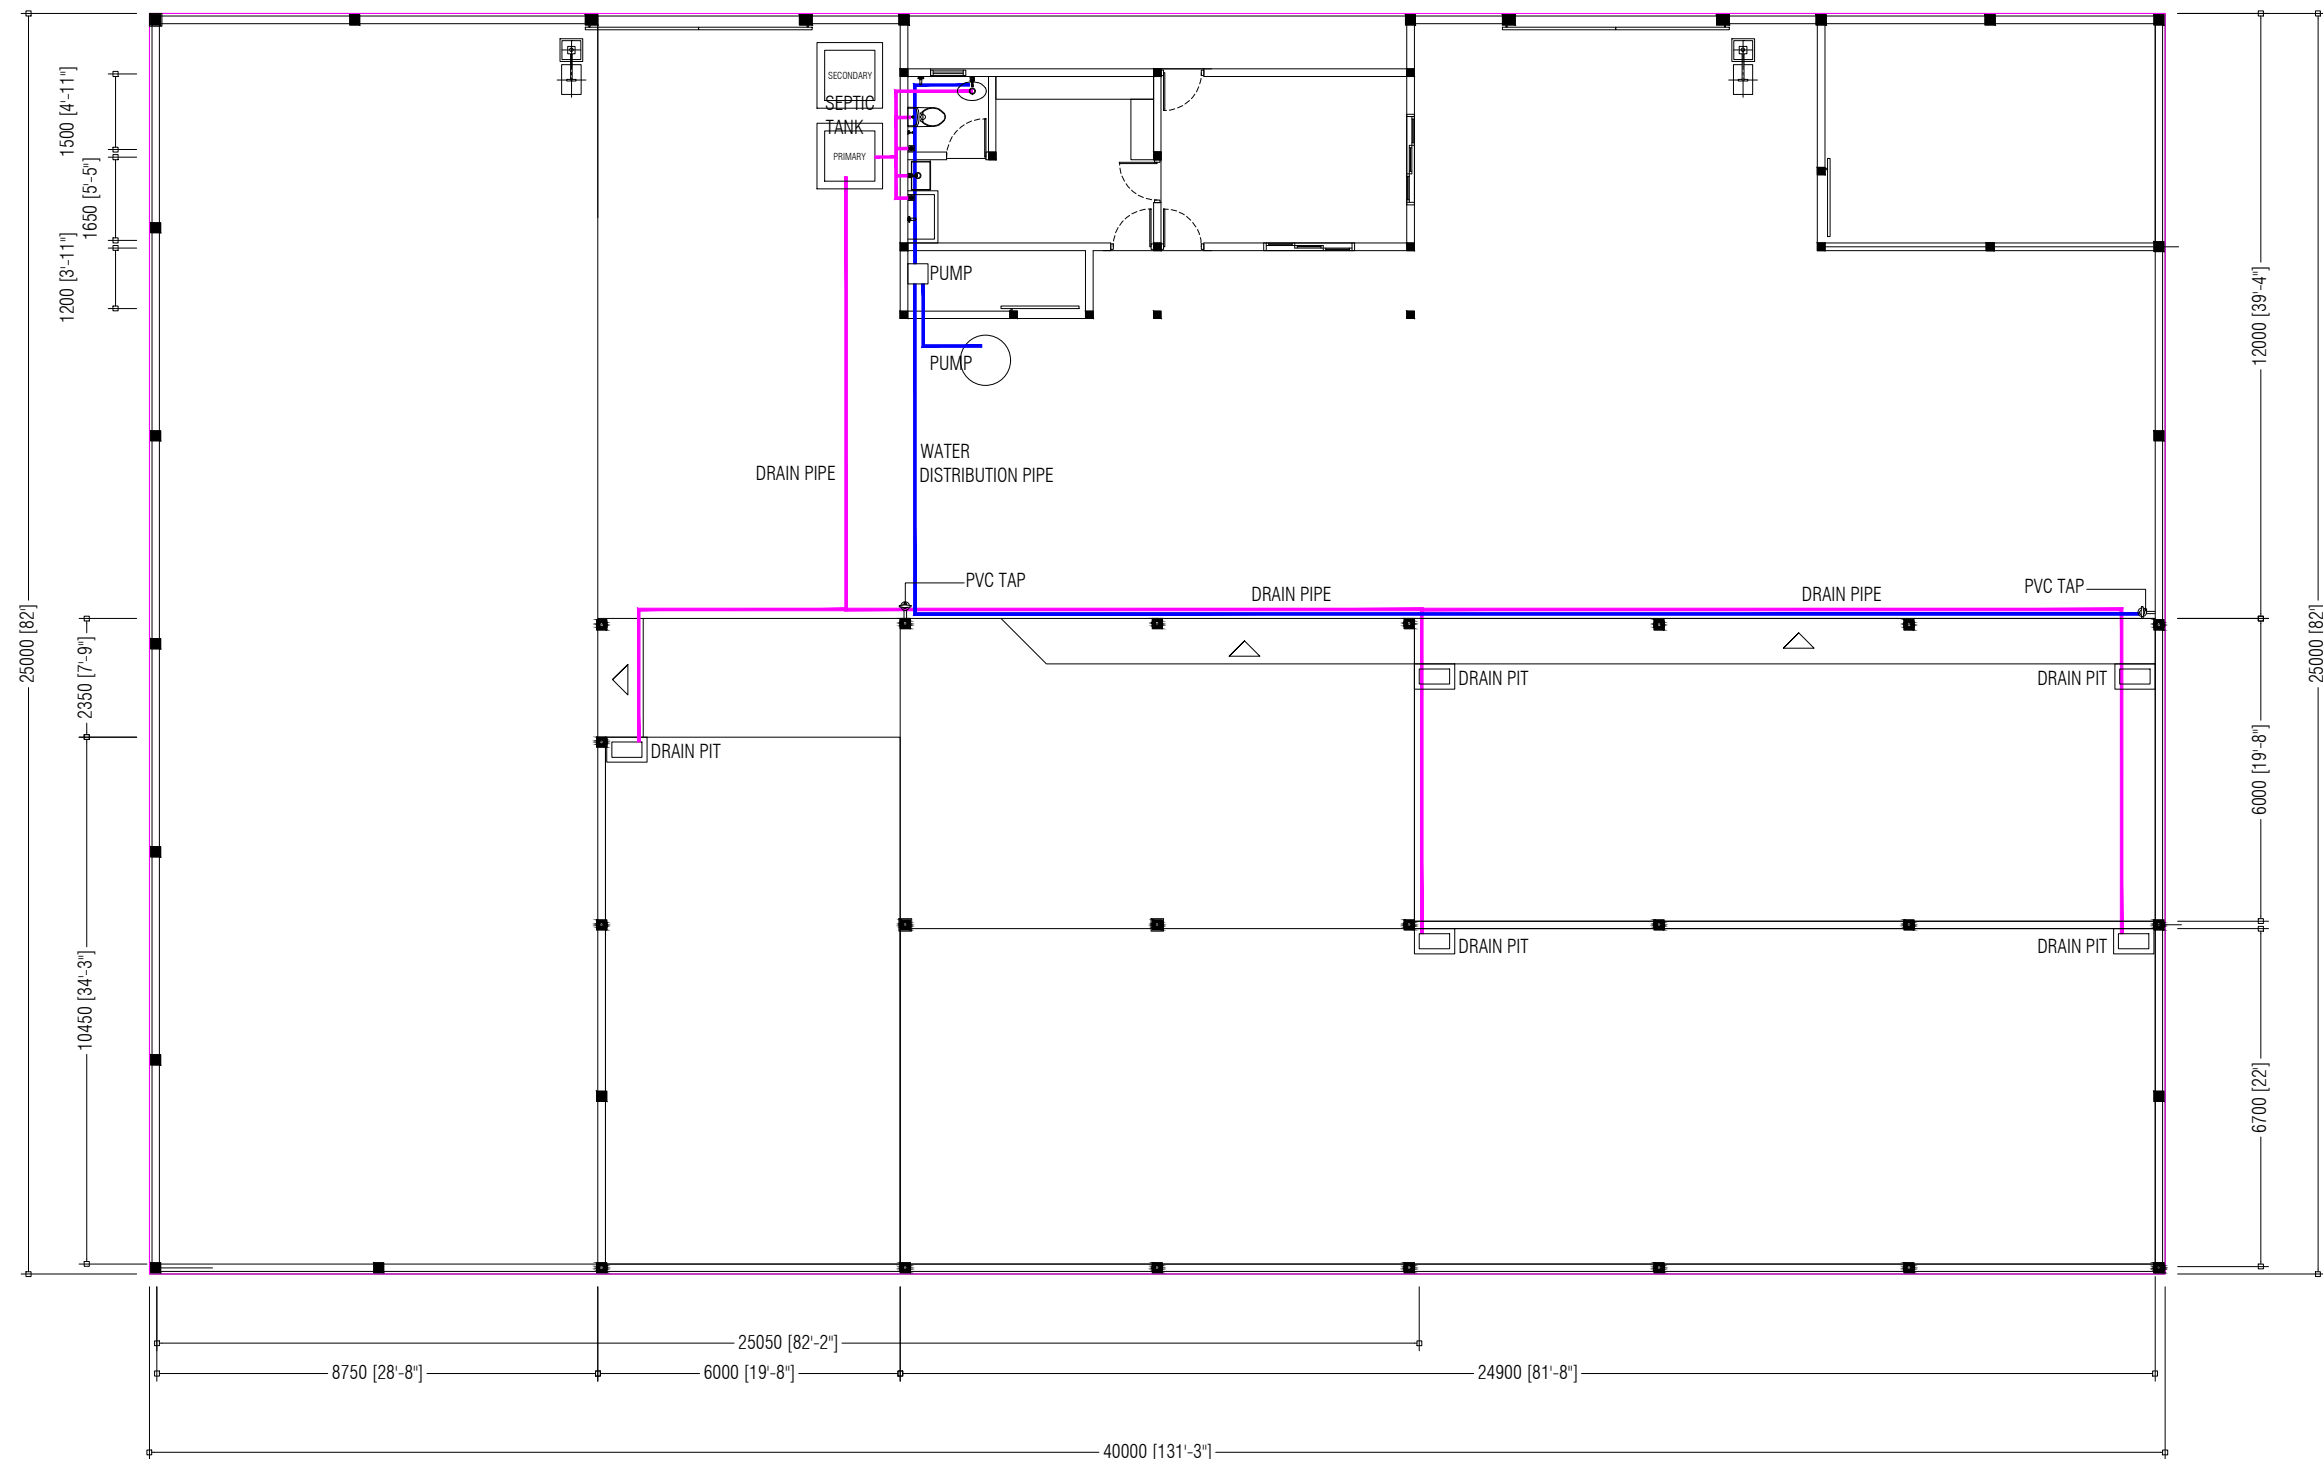 SECONDARY
SEPTIC
TANK
PRIMARY
1500 [4'-11"]
1650 [5'-5"]
1200 [3'-11"]
PUMP
PUMP
12000 [39'-4"]
WATER
DISTRIBUTION PIPE
DRAIN PIPE
PVC TAP
DRAIN PIPE
DRAIN PIPE
PVC TAP
25000 [82']
25000 [82']
2350 [7'-9"]
DRAIN PIT
DRAIN PIT
DRAIN PIT
6000 [19'-8"]
DRAIN PIT
DRAIN PIT
10450 [34'-3"]
6700 [22']
25050 [82'-2"]
8750 [28'-8"]
6000 [19'-8"]
24900 [81'-8"]
40000 [131'-3"]